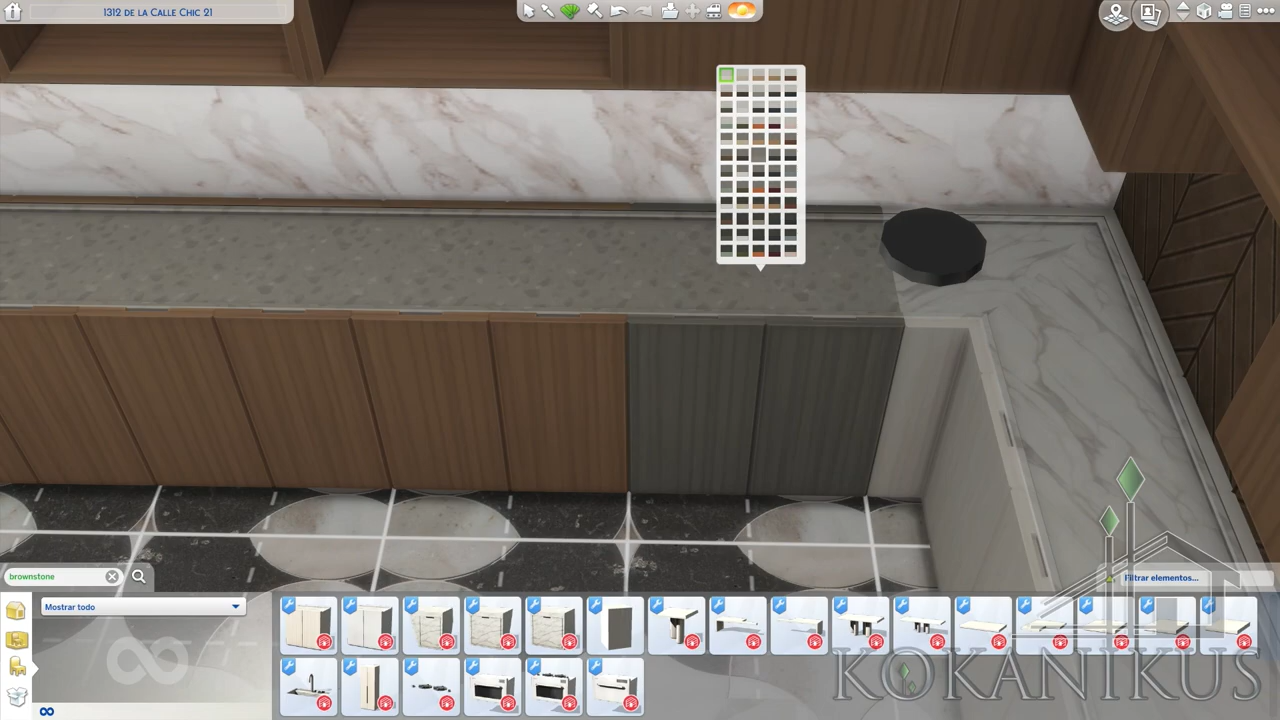 1312 DE LA CALLE CHIC 21
brownstone
Filtrar elementos...
Mostrar todo
KOKANIKUS